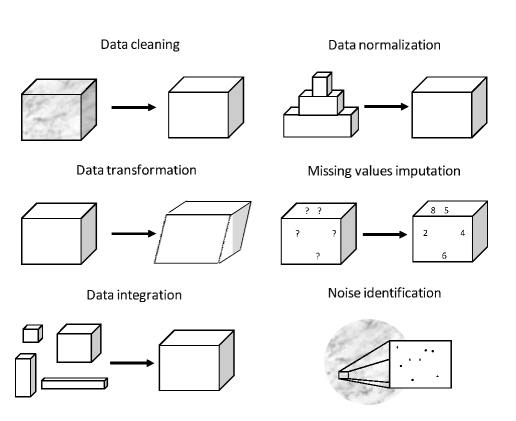 Data cleaning
Data normalization
Data transformation
Missing values imputation
? ?
? ?
?
8 5
2 4
6
Data integration
Noise identification